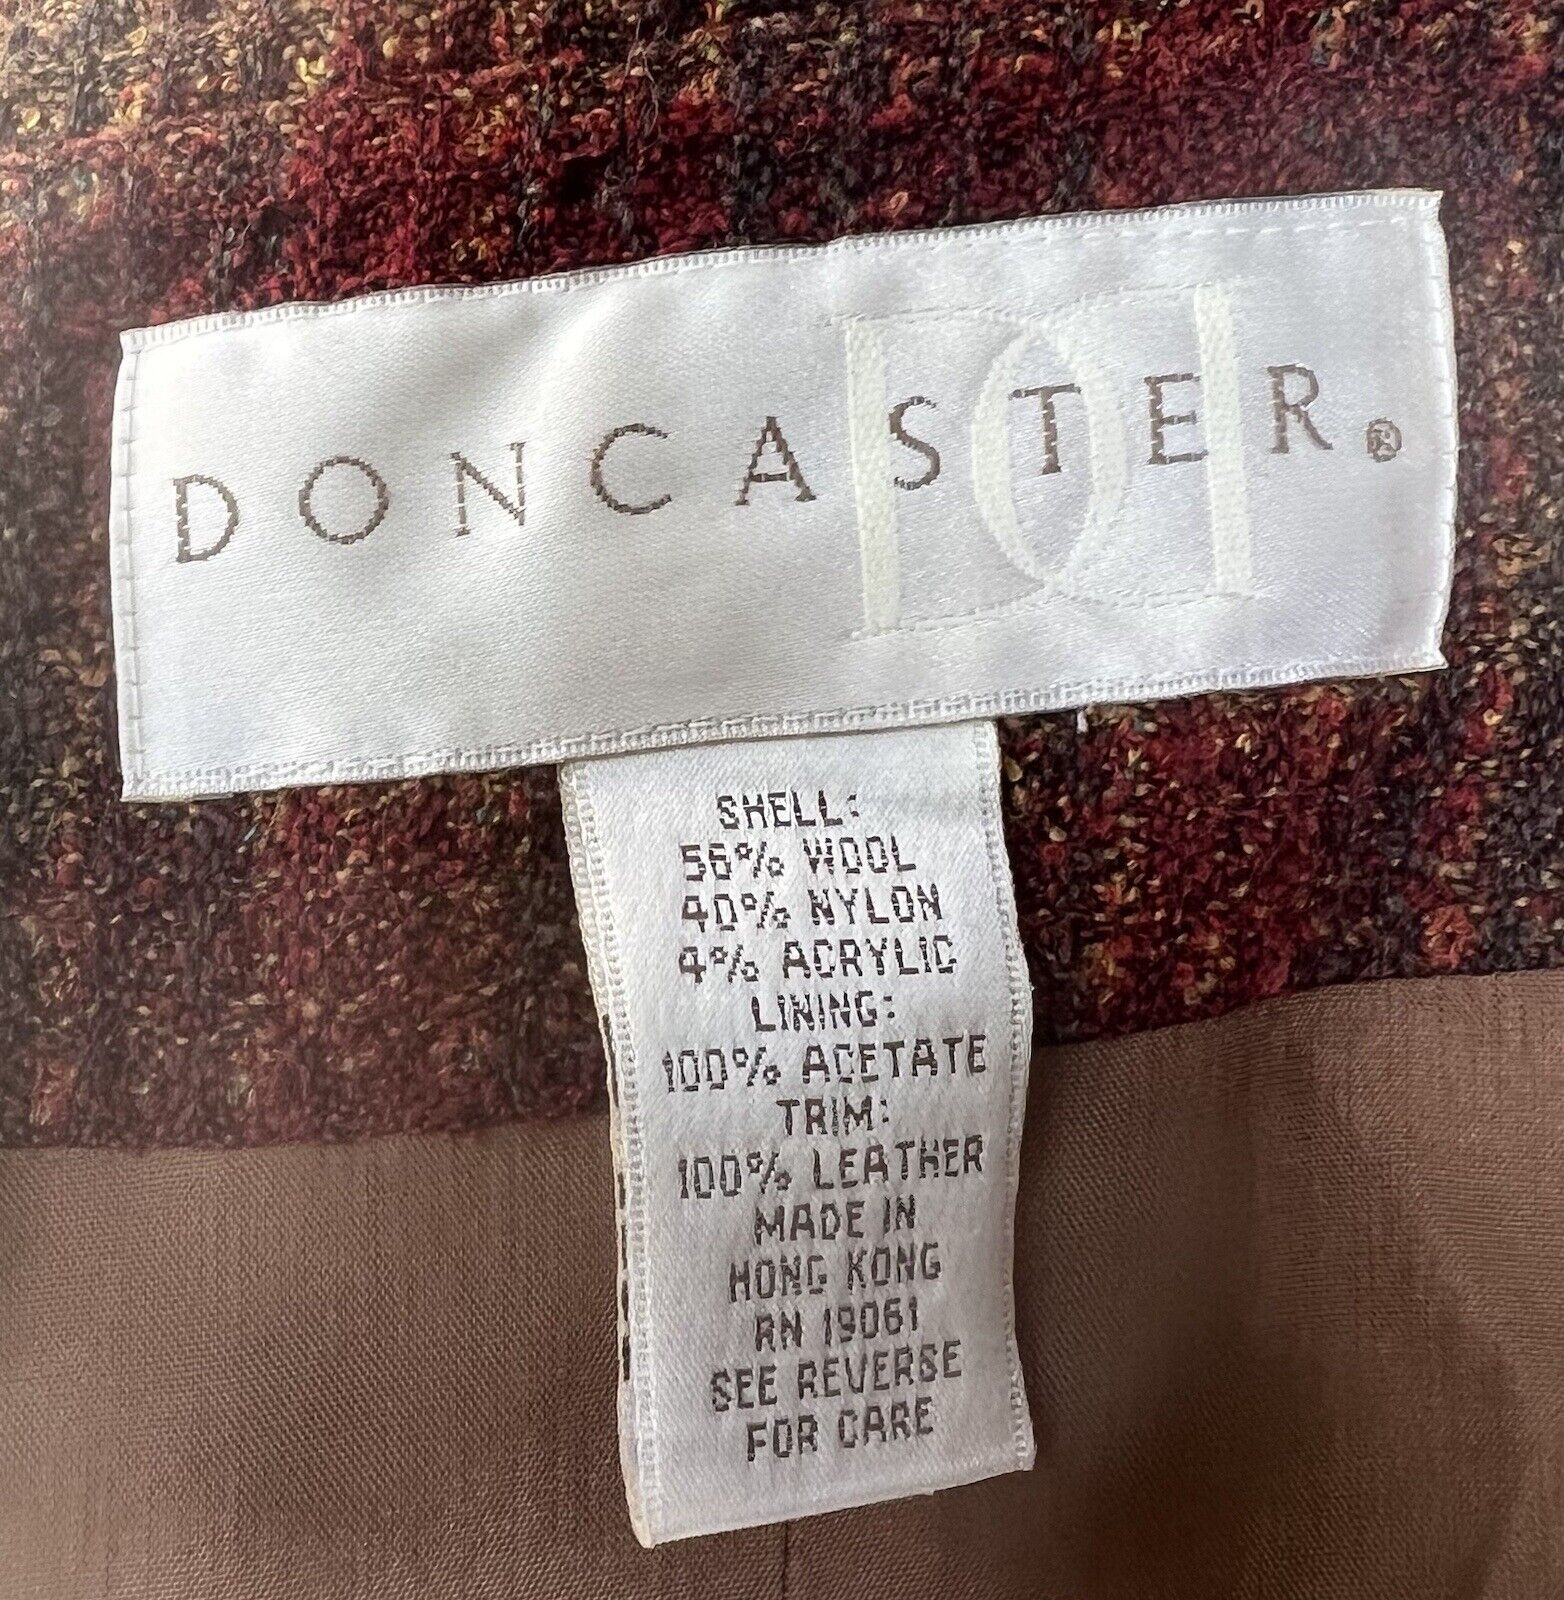 DONCASTER®
SHELL:
56% WOOL
40% NYLON
4% ACRYLIC
LINING:
100% ACETATE
TRIM:
100% LEATHER
MADE IN
HONG KONG
RN 19061
SEE REVERSE
FOR CARE